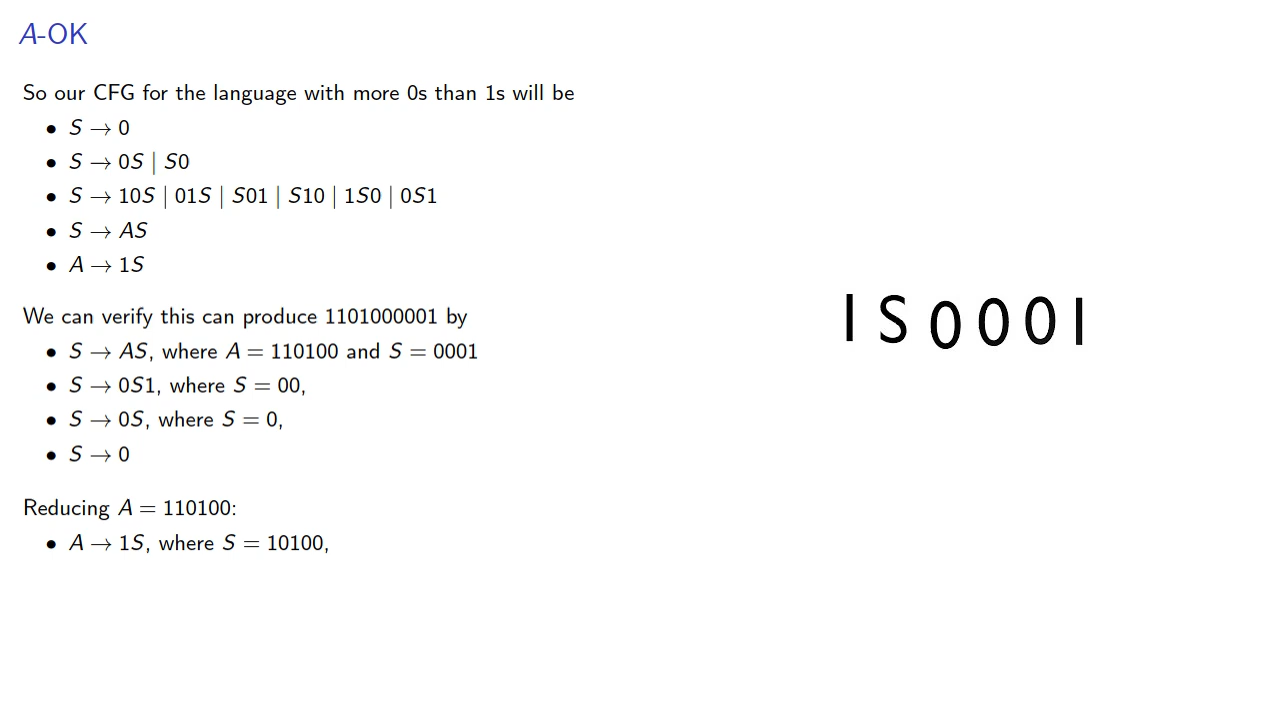 A-OK
So our CFG for the language with more 0s than 1s will be
• S → 0
• S → 0S | S0
• S → 10S | 01S | S01 | S10 | 1S0 | 0S1
• S → AS
• A → 1S
We can verify this can produce 1101000001 by
• S → AS, where A = 110100 and S = 0001
• S → 0S1, where S = 00,
• S → 0S, where S = 0,
• S → 0
Reducing A = 110100:
• A → 1S, where S = 10100,
1S0001